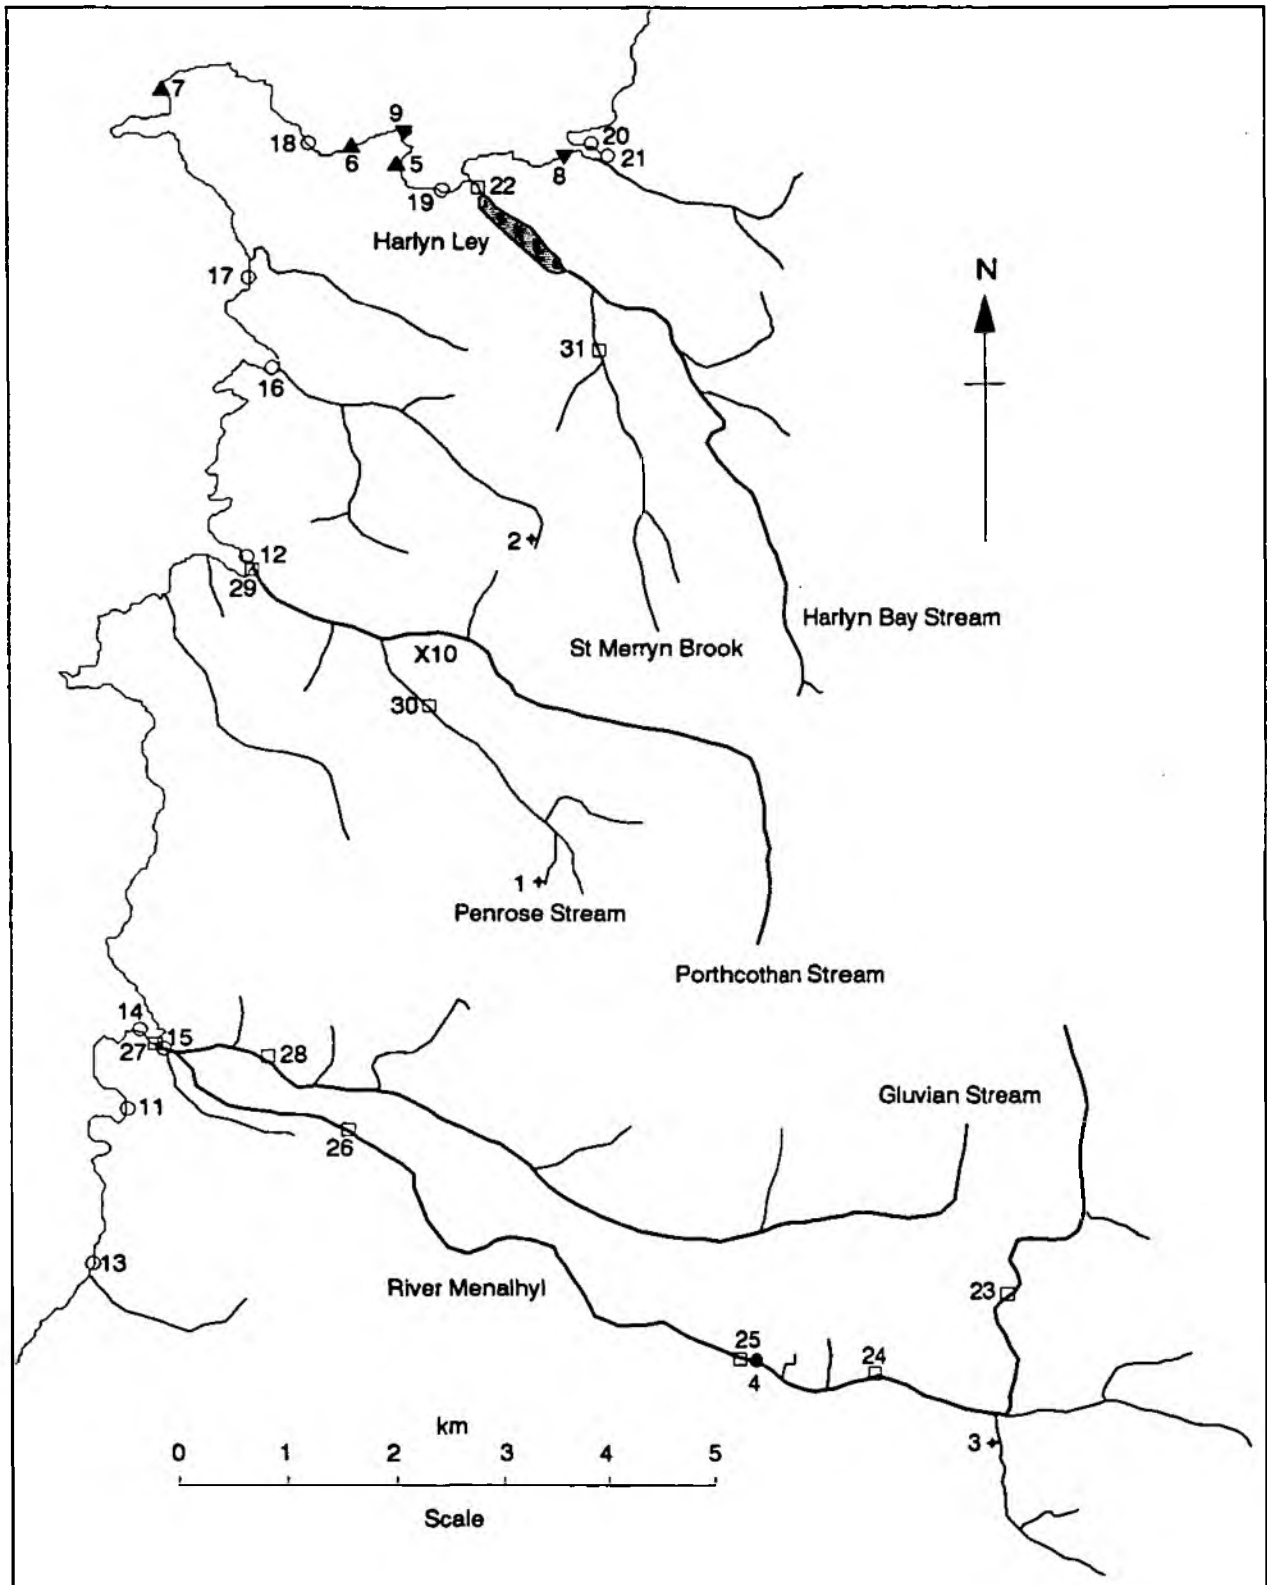 7
9
18
6
5
20
21
8
19
22
Harlyn Ley
N
17
31
16
2
12
29
Harlyn Bay Stream
St Merryn Brook
X10
30
1
Penrose Stream
Porthcothan Stream
14
15
27
28
Gluvian Stream
11
26
13
River Menalhyl
23
25
24
4
km
3
0 1 2 3 4 5
Scale